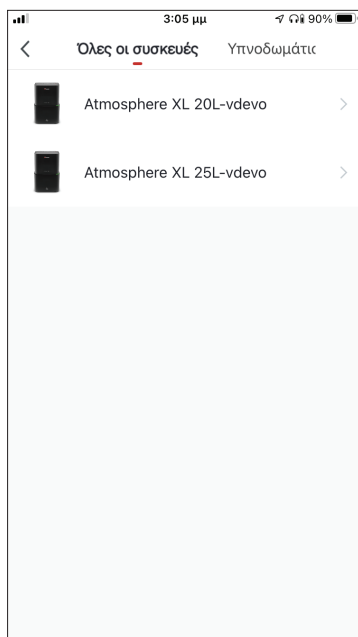 3:05 μμ
90%
Όλες οι συσκευές
Υπνοδωμάτιο
Atmosphere XL 20L-vdevo
Atmosphere XL 25L-vdevo